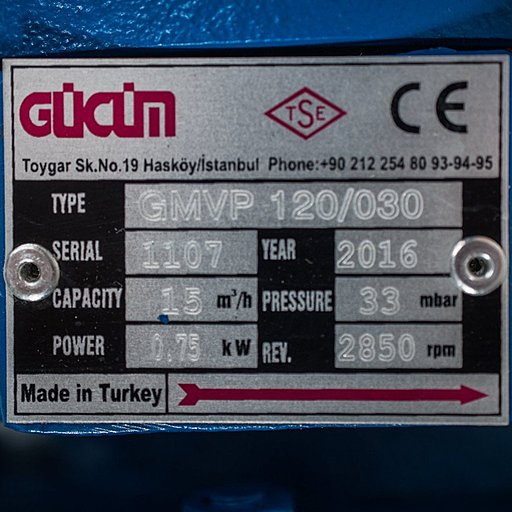 GÜCÜM TSE CE
Toygar Sk.No.19 Hasköy/İstanbul Phone:+90 212 254 80 93-94-95
TYPE GMVP 120/030
SERIAL 1107 YEAR 2016
CAPACITY 15 m³/h PRESSURE 33 mbar
POWER 0.75 kW REV. 2850 rpm
Made in Turkey